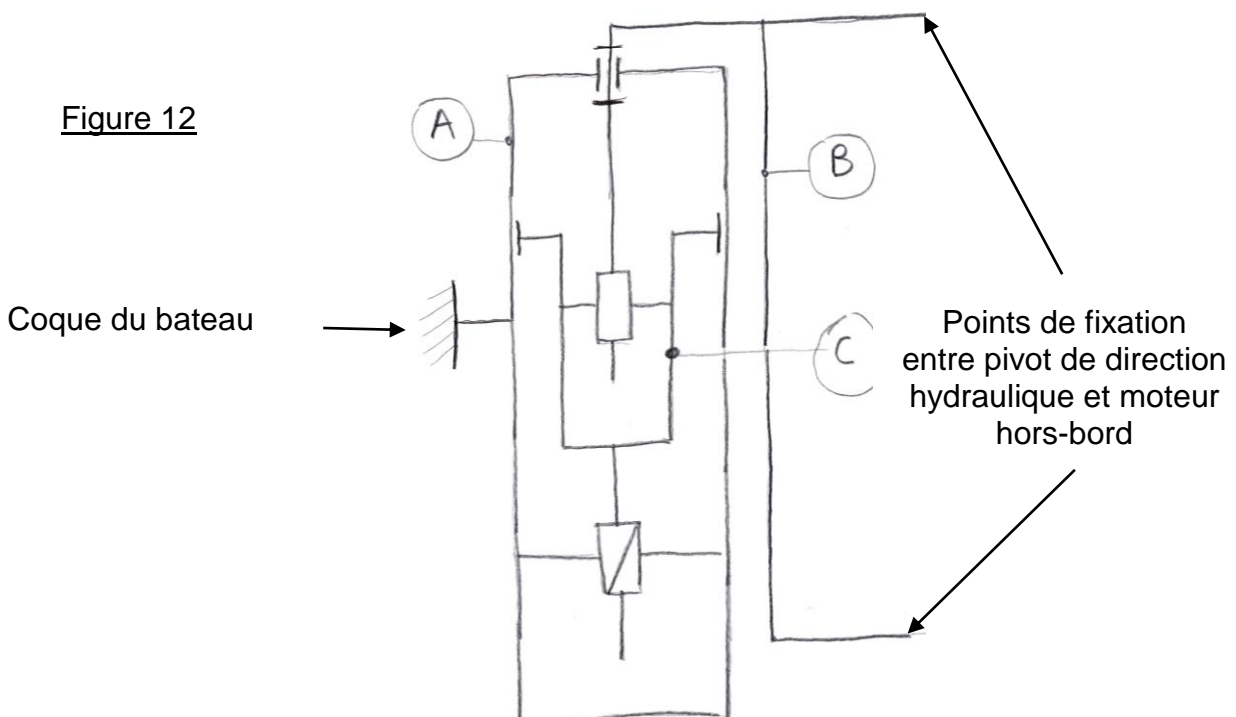 Figure 12
A
B
Coque du bateau
C
Points de fixation
entre pivot de direction
hydraulique et moteur
hors-bord